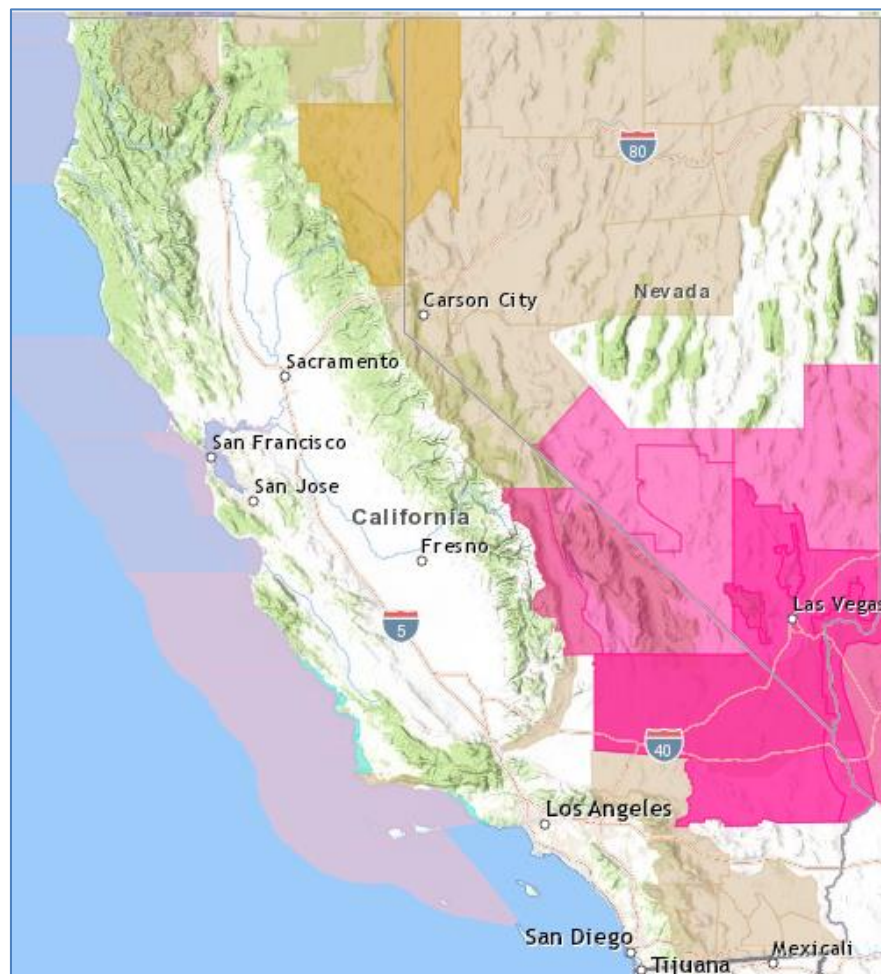 80
Nevada
Carson City
Sacramento
San Francisco
San Jose
California
Fresno
Las Vegas
5
40
Los Angeles
San Diego
Mexicali
Tijuana